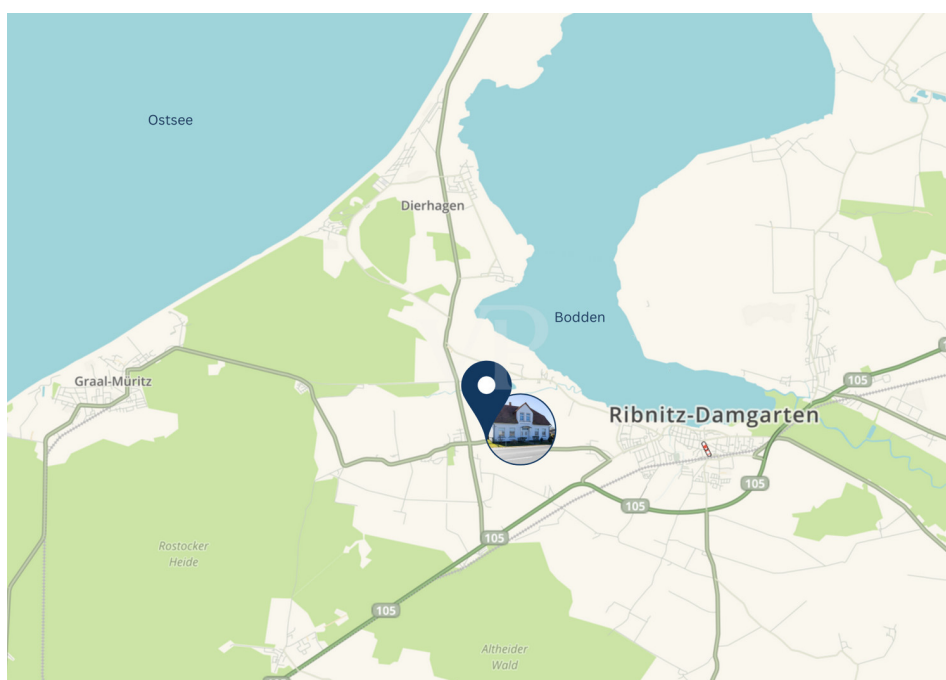 Ostsee
Dierhagen
Bodden
Graal-Müritz
105
Ribnitz-Damgarten
105
105
105
Rostocker
Heide
105
Altheider
Wald